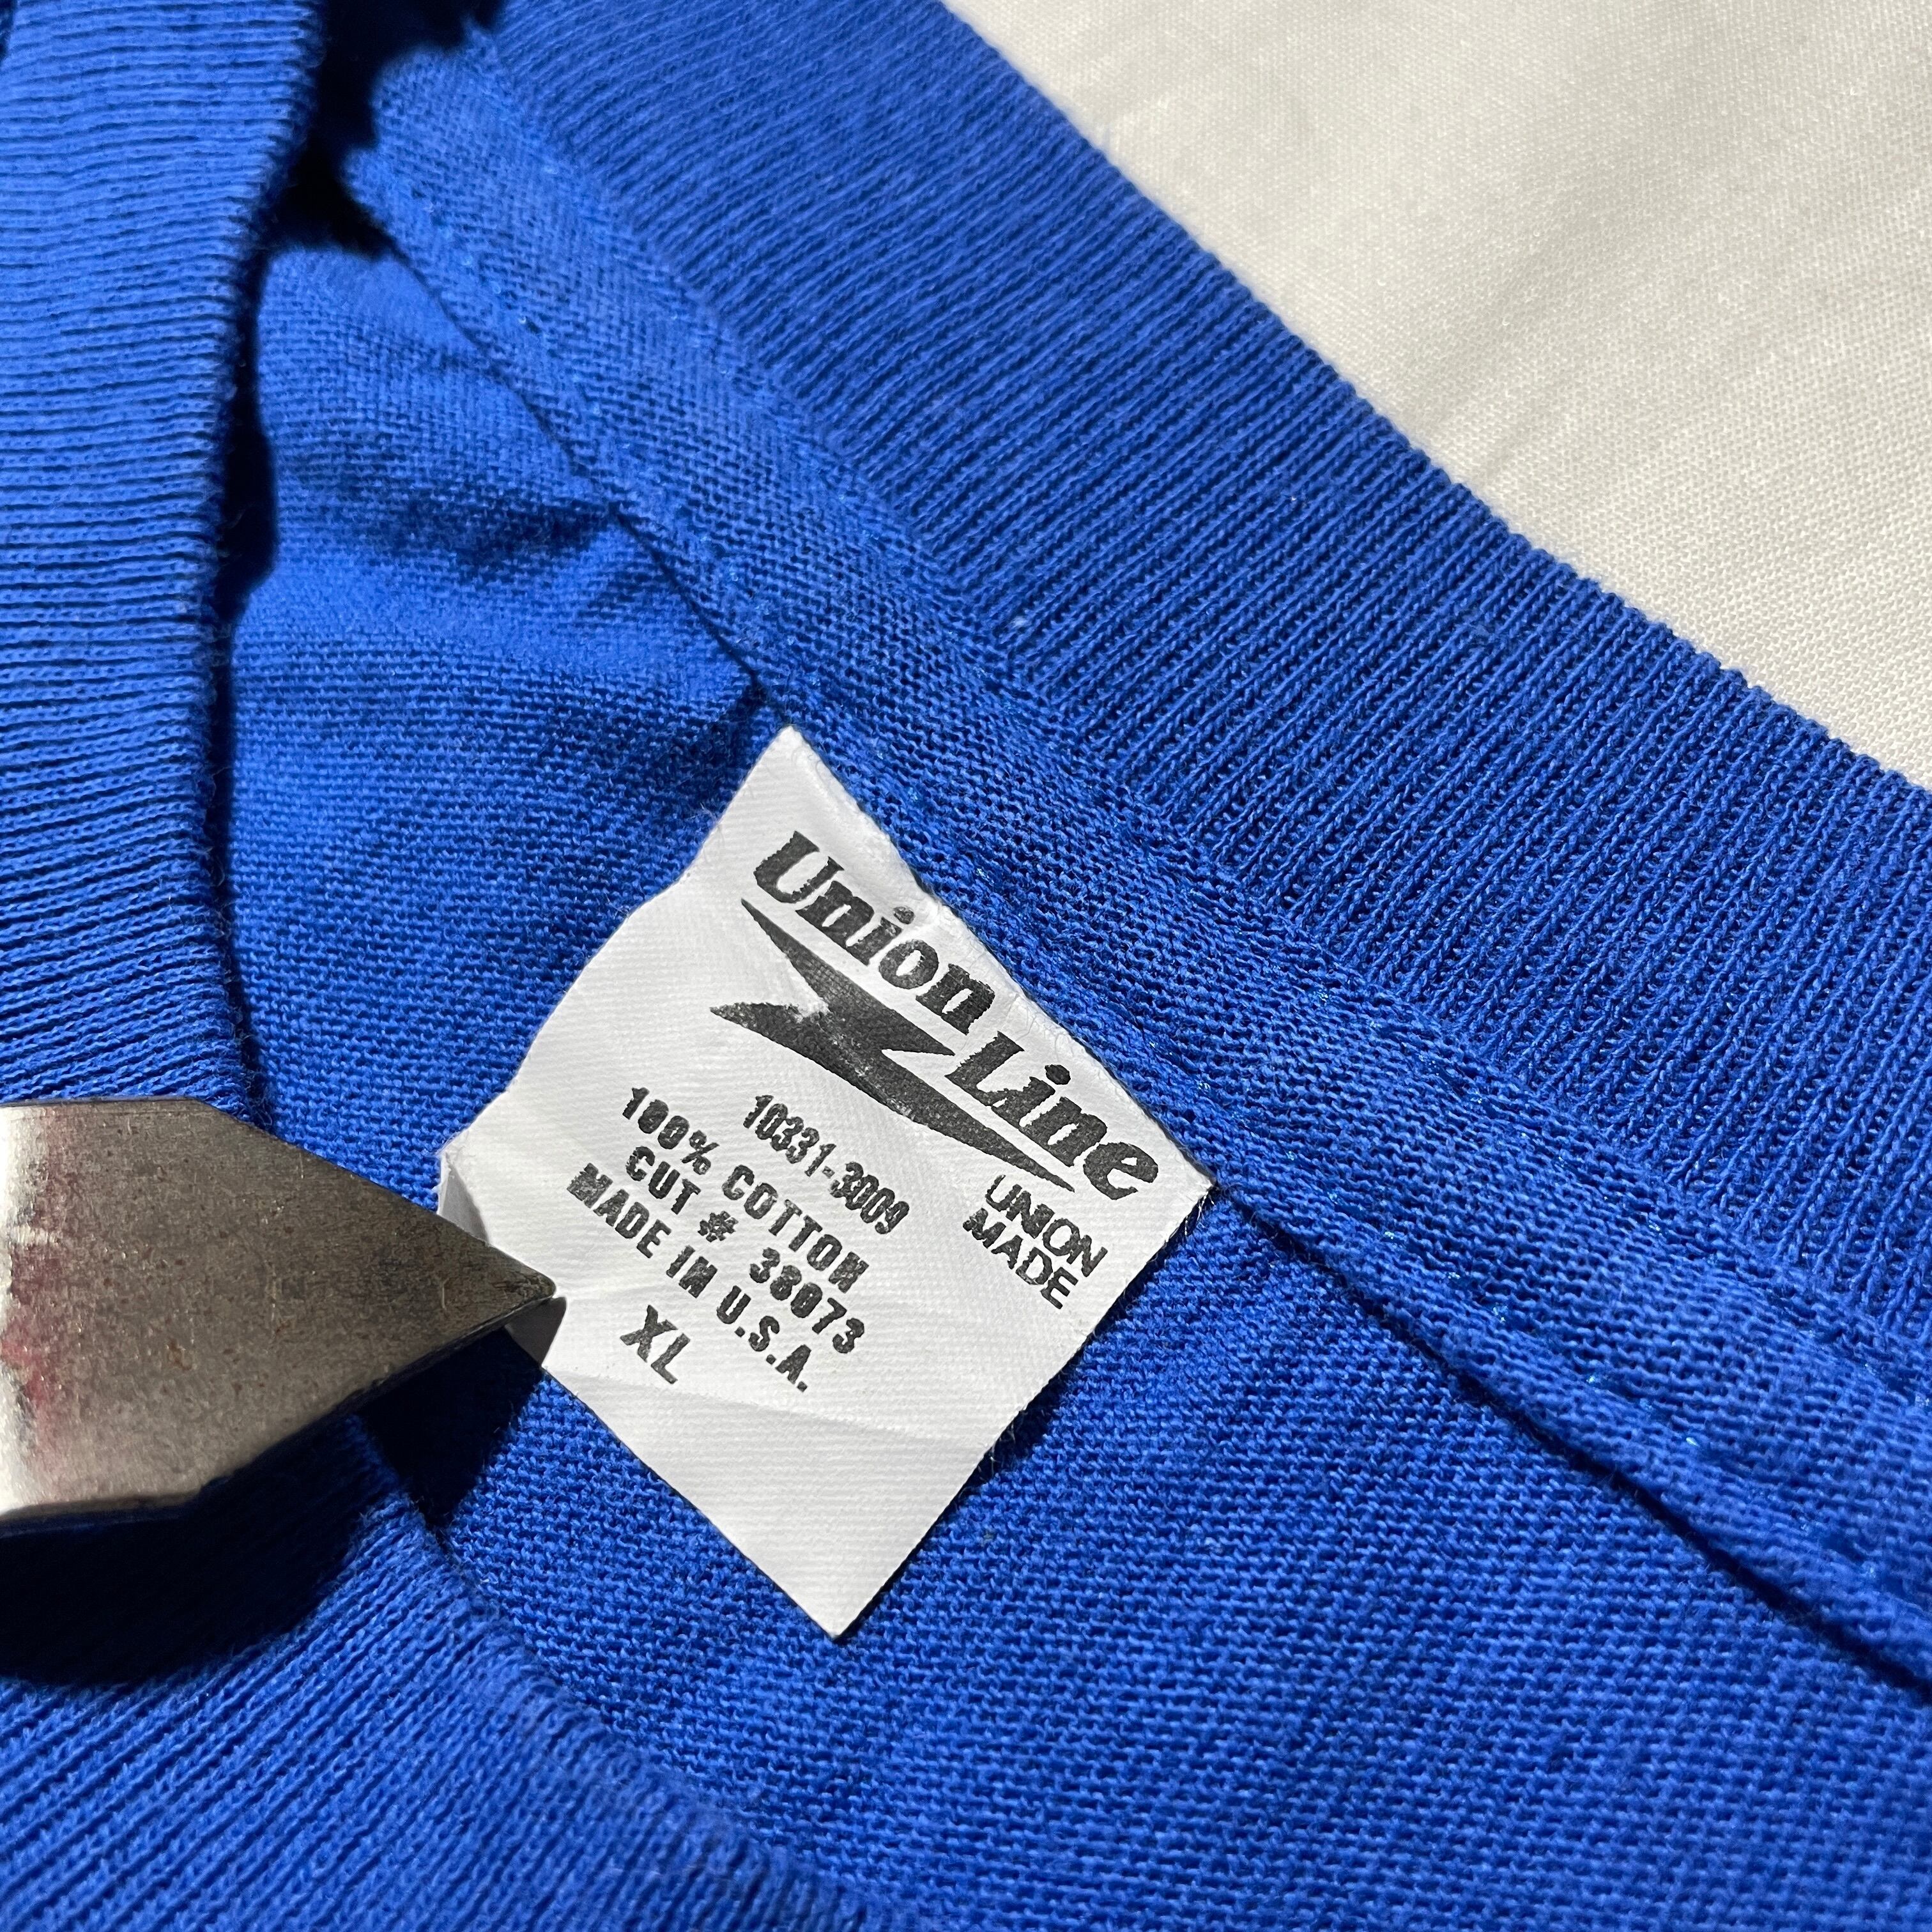 Union Line
UNION
MADE
10331-3009
100% COTTON
CUT # 38073
MADE IN U.S.A.
XL